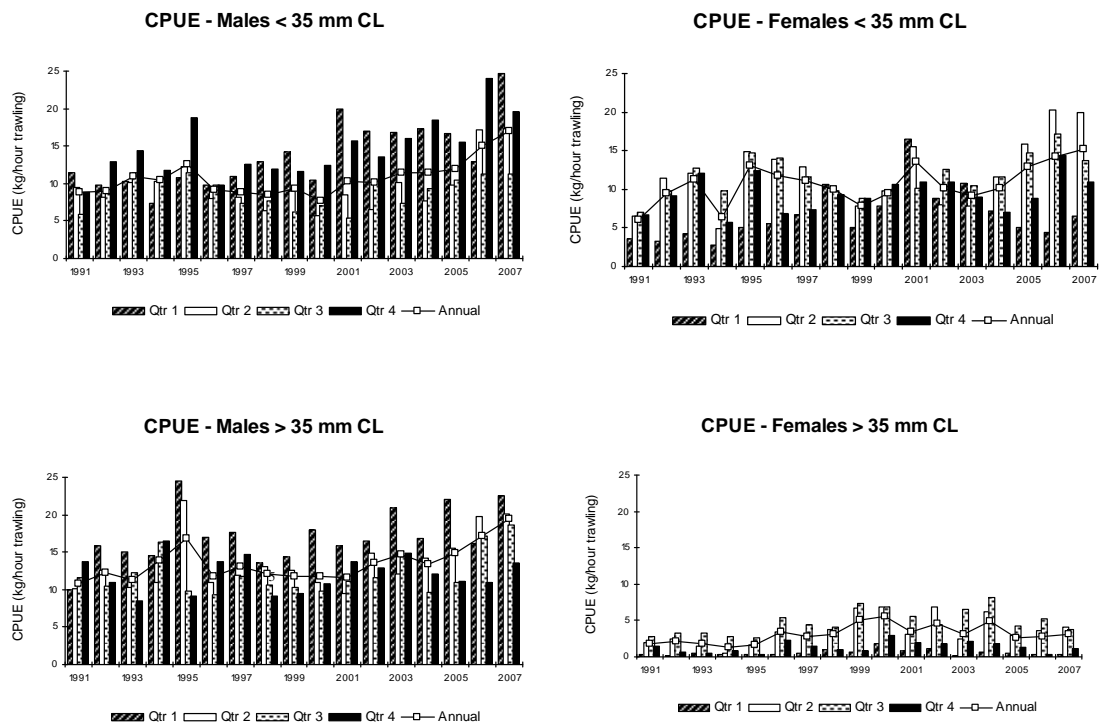 CPUE - Males < 35 mm CL
CPUE (kg/hour trawling)
25
20
15
10
5
0
1991 1993 1995 1997 1999 2001 2003 2005 2007
Qtr 1 Qtr 2 Qtr 3 Qtr 4 Annual
CPUE - Females < 35 mm CL
CPUE (kg/hour trawling)
25
20
15
10
5
0
1991 1993 1995 1997 1999 2001 2003 2005 2007
Qtr 1 Qtr 2 Qtr 3 Qtr 4 Annual
CPUE - Males > 35 mm CL
CPUE (kg/hour trawling)
25
20
15
10
5
0
1991 1993 1995 1997 1999 2001 2003 2005 2007
Qtr 1 Qtr 2 Qtr 3 Qtr 4 Annual
CPUE - Females > 35 mm CL
CPUE (kg/hour trawling)
25
20
15
10
5
0
1991 1993 1995 1997 1999 2001 2003 2005 2007
Qtr 1 Qtr 2 Qtr 3 Qtr 4 Annual